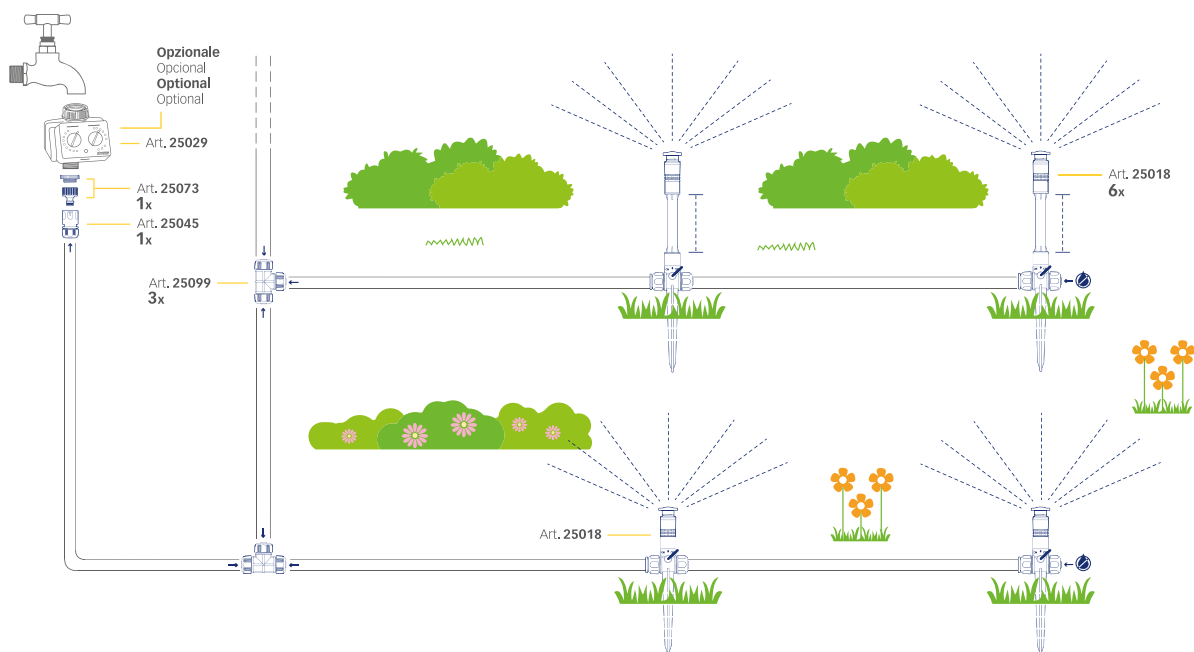 Opzionale
Opcional
Optional
Optional
Art. 25029
Art. 25073
1x
Art. 25045
1x
Art. 25099
3x
Art. 25018
6x
Art. 25018